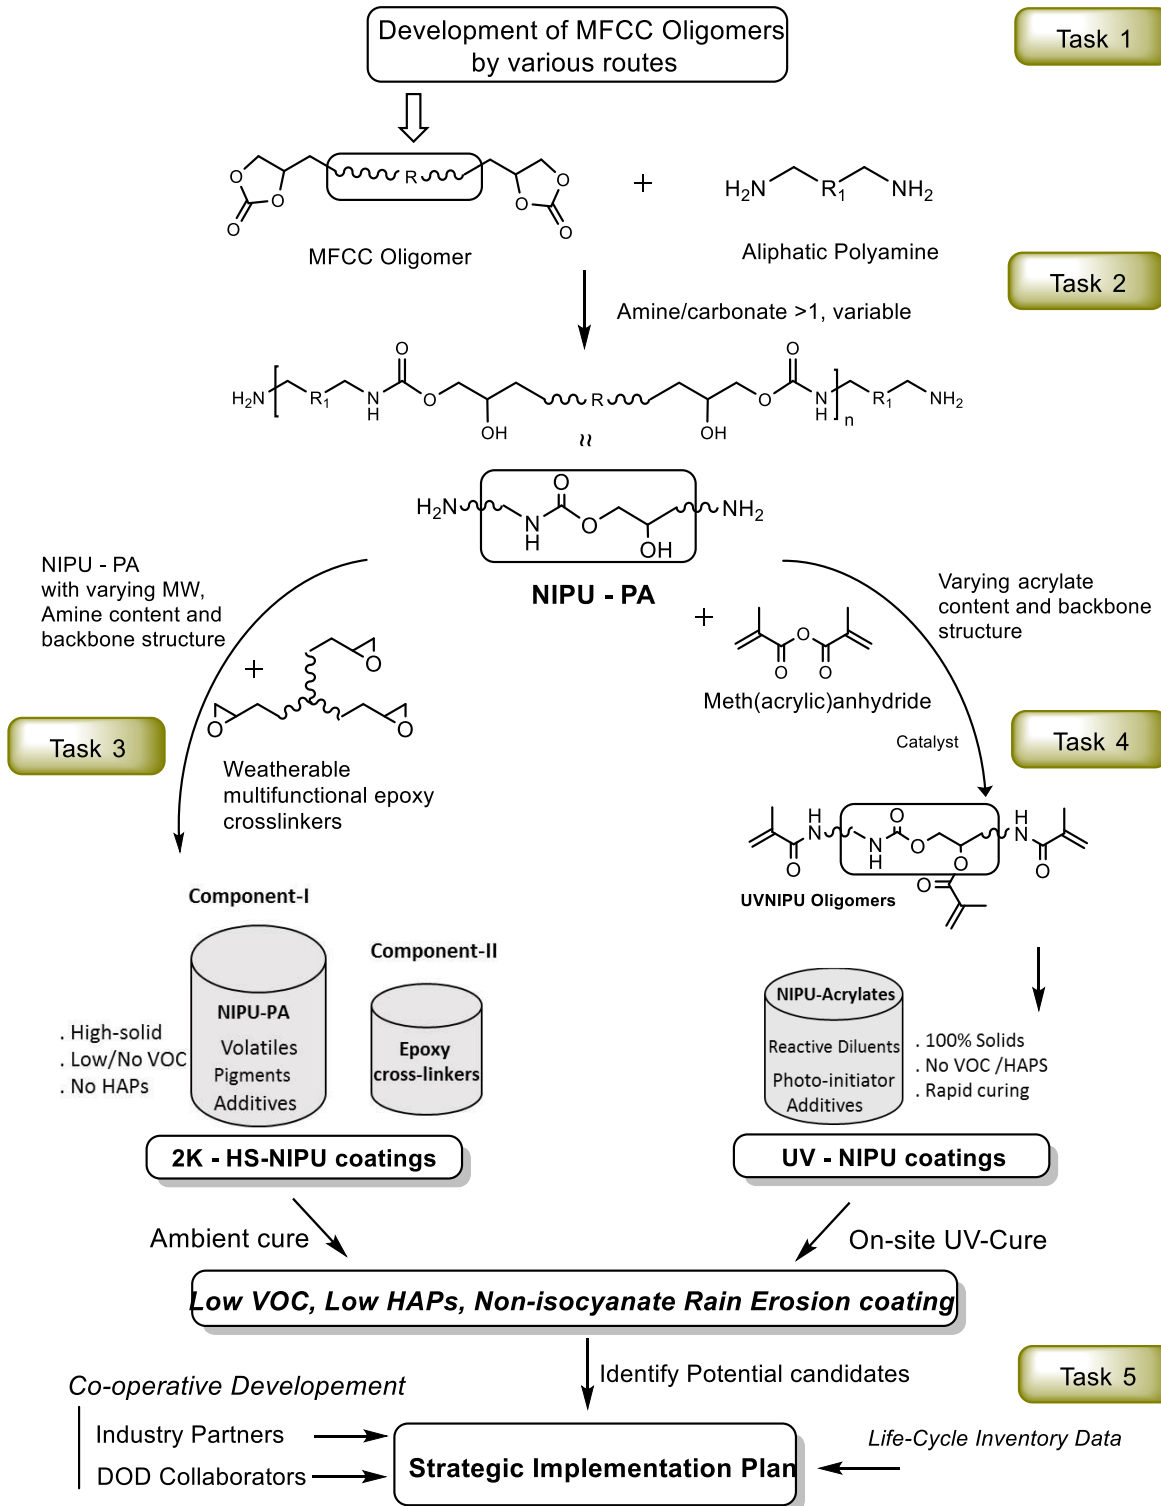 Development of MFCC Oligomers
by various routes
Task 1
O
O
O
R
O
O
O
+
H2N
R1
NH2
MFCC Oligomer
Aliphatic Polyamine
Task 2
Amine/carbonate >1, variable
H2N
R1
N
H
O
O
OH
R
OH
O
O
N
H
n
R1
NH2
≈
H2N
N
H
O
O
OH
NH2
NIPU - PA
NIPU - PA
with varying MW,
Amine content and
backbone structure
+
O
O
O
Weatherable
multifunctional epoxy
crosslinkers
Task 3
+
O
O
O
Meth(acrylic)anhydride
Varying acrylate
content and backbone
structure
Catalyst
Task 4
O
H
N
N
H
O
O
O
O
H
N
O
UVNIPU Oligomers
Component-I
NIPU-PA
Volatiles
Pigments
Additives
Component-II
Epoxy
cross-linkers
. High-solid
. Low/No VOC
. No HAPs
2K - HS-NIPU coatings
NIPU-Acrylates
Reactive Diluents
Photo-initiator
Additives
. 100% Solids
. No VOC /HAPS
. Rapid curing
UV - NIPU coatings
Ambient cure
On-site UV-Cure
Low VOC, Low HAPs, Non-isocyanate Rain Erosion coating
Identify Potential candidates
Task 5
Co-operative Developement
Industry Partners
DOD Collaborators
Strategic Implementation Plan
Life-Cycle Inventory Data